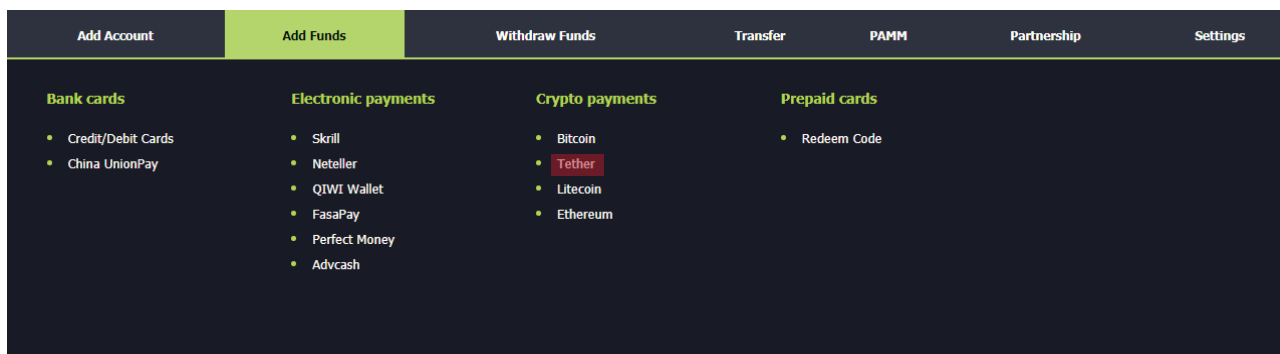 Add Account
Add Funds
Withdraw Funds
Transfer
PAMM
Partnership
Settings
Bank cards
Credit/Debit Cards
China UnionPay
Electronic payments
Skrill
Neteller
QIWI Wallet
FasaPay
Perfect Money
Advcash
Crypto payments
Bitcoin
Tether
Litecoin
Ethereum
Prepaid cards
Redeem Code